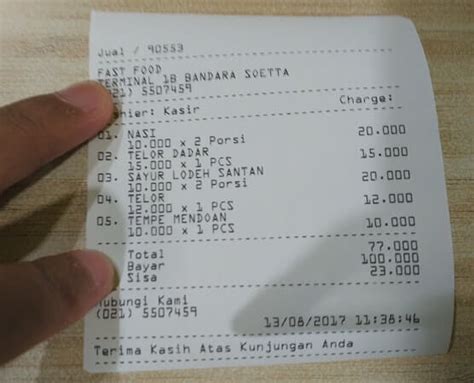 Jual / 90553
FAST FOOD
TERMINAL 1B BANDARA SOETTA
(021) 5507459
Kasir Charge:
01. NASI
10.000 x 2 Porsi 20.000
02. TELOR DADAR
15.000 x 1 PCS 15.000
03. SAYUR LODEH SANTAN
10.000 x 2 Porsi 20.000
04. TELOR
12.000 x 1 PCS 12.000
05. TEMPE MENDOAN
10.000 x 1 PCS 10.000
Total 77.000
Bayar 100.000
Sisa 23.000
Hubungi Kami
(021) 5507459
13/08/2017 11:38:46
Terima Kasih Atas Kunjungan Anda